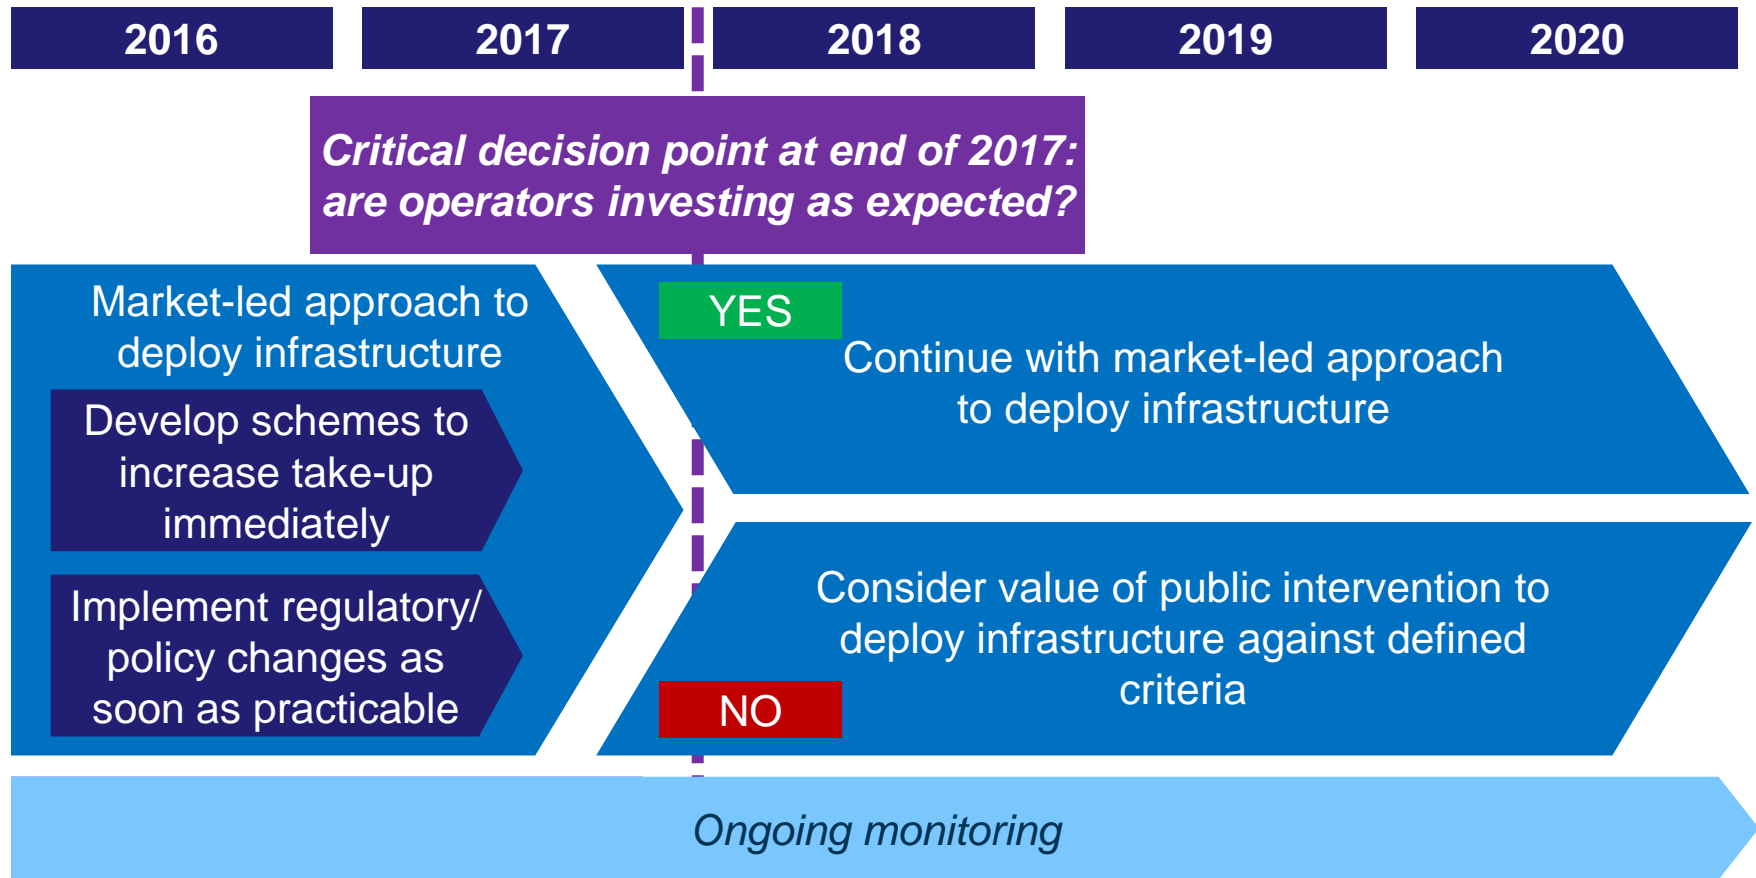 2016
2017
2018
2019
2020
Critical decision point at end of 2017:
are operators investing as expected?
Market-led approach to
deploy infrastructure
Develop schemes to
increase take-up
immediately
Implement regulatory/
policy changes as
soon as practicable
YES
Continue with market-led approach
to deploy infrastructure
Consider value of public intervention to
deploy infrastructure against defined
criteria
NO
Ongoing monitoring